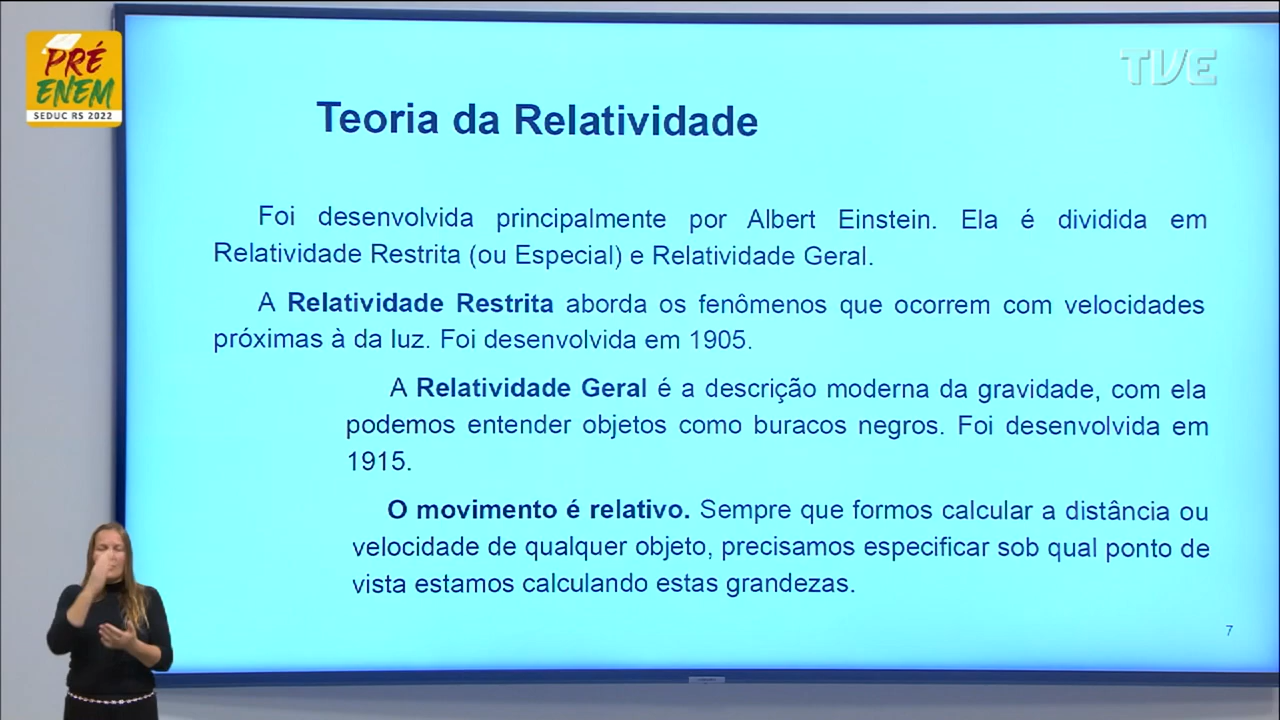 PRÉ
ENEM
SEDUC RS 2022
TVE
Teoria da Relatividade
Foi desenvolvida principalmente por Albert Einstein. Ela é dividida em
Relatividade Restrita (ou Especial) e Relatividade Geral.
A Relatividade Restrita aborda os fenômenos que ocorrem com velocidades
próximas à da luz. Foi desenvolvida em 1905.
A Relatividade Geral é a descrição moderna da gravidade, com ela
podemos entender objetos como buracos negros. Foi desenvolvida em
1915.
O movimento é relativo. Sempre que formos calcular a distância ou
velocidade de qualquer objeto, precisamos especificar sob qual ponto de
vista estamos calculando estas grandezas.
7